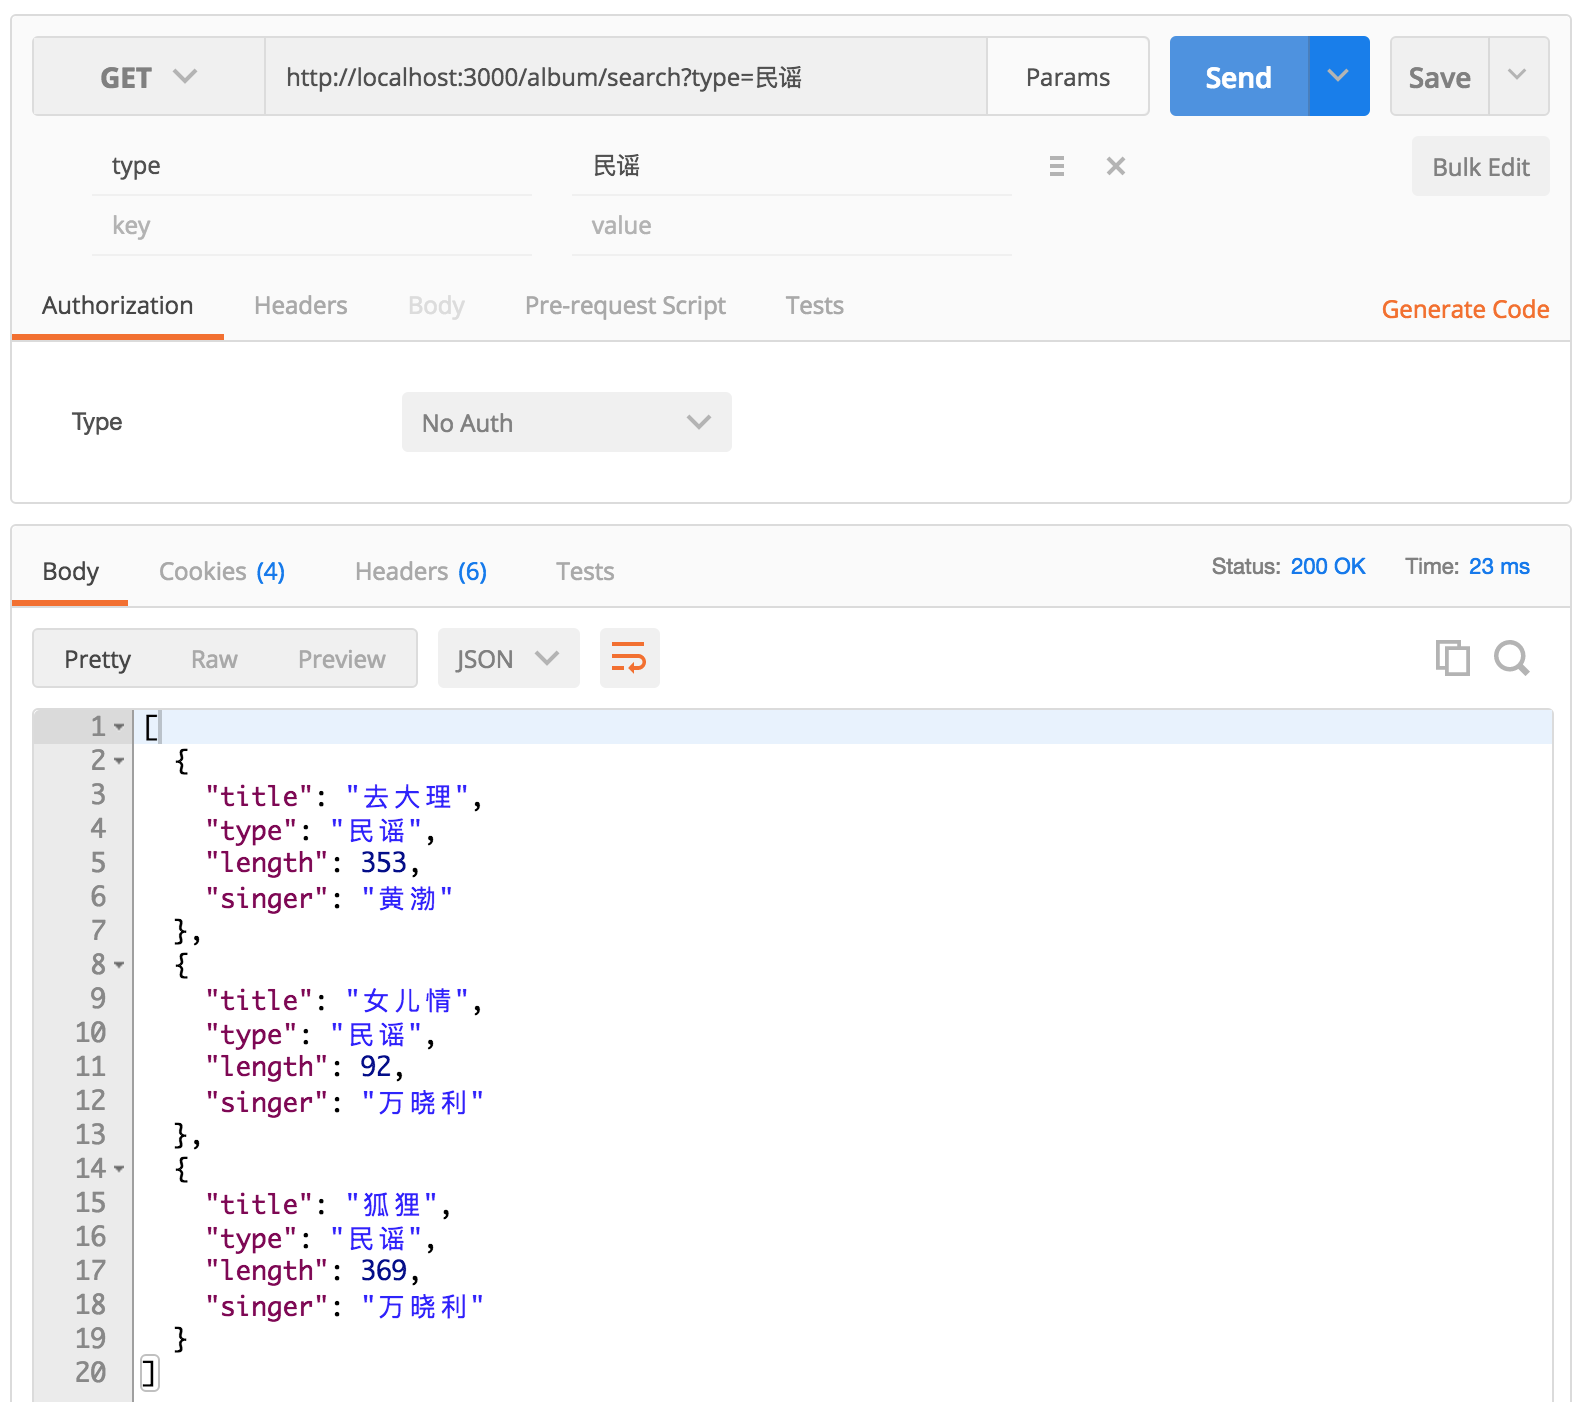 GET http://localhost:3000/album/search?type=民谣 Params Send Save
type 民谣 Bulk Edit
key value
Authorization Headers Body Pre-request Script Tests Generate Code
Type No Auth
Body Cookies (4) Headers (6) Tests Status: 200 OK Time: 23 ms
Pretty Raw Preview JSON
1 [
2 {
3 "title": "去大理",
4 "type": "民谣",
5 "length": 353,
6 "singer": "黄渤"
7 },
8 {
9 "title": "女儿情",
10 "type": "民谣",
11 "length": 92,
12 "singer": "万晓利"
13 },
14 {
15 "title": "狐狸",
16 "type": "民谣",
17 "length": 369,
18 "singer": "万晓利"
19 }
20 ]